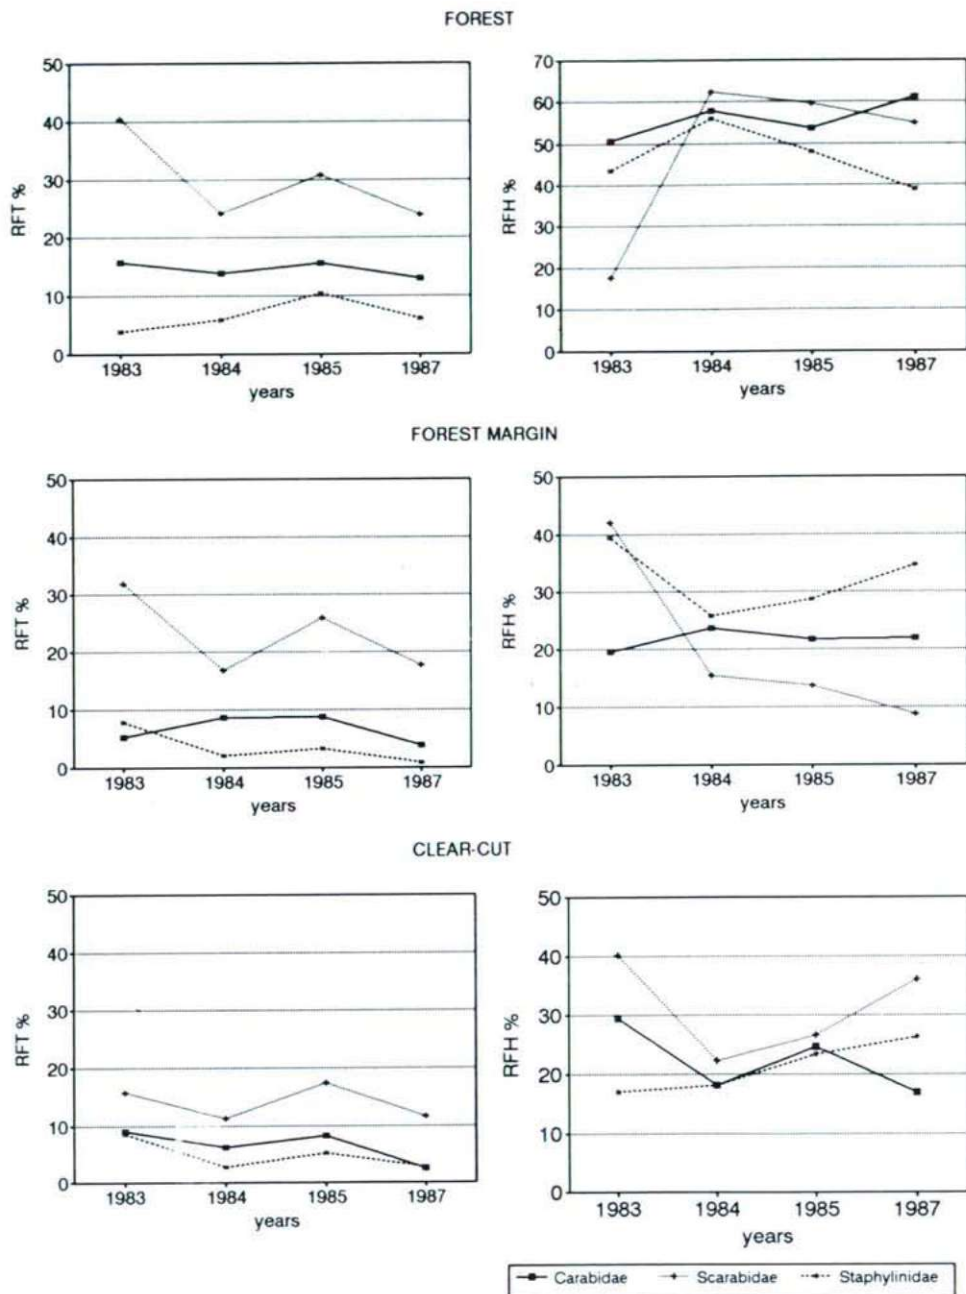 FOREST
50
40
30
20
10
0
RFT %
1983 1984 1985 1987
years
70
60
50
40
30
20
10
0
RFH %
1983 1984 1985 1987
years
FOREST MARGIN
50
40
30
20
10
0
RFT %
1983 1984 1985 1987
years
50
40
30
20
10
0
RFH %
1983 1984 1985 1987
years
CLEAR-CUT
50
40
30
20
10
0
RFT %
1983 1984 1985 1987
years
50
40
30
20
10
0
RFH %
1983 1984 1985 1987
years
Carabidae Scarabidae Staphylinidae